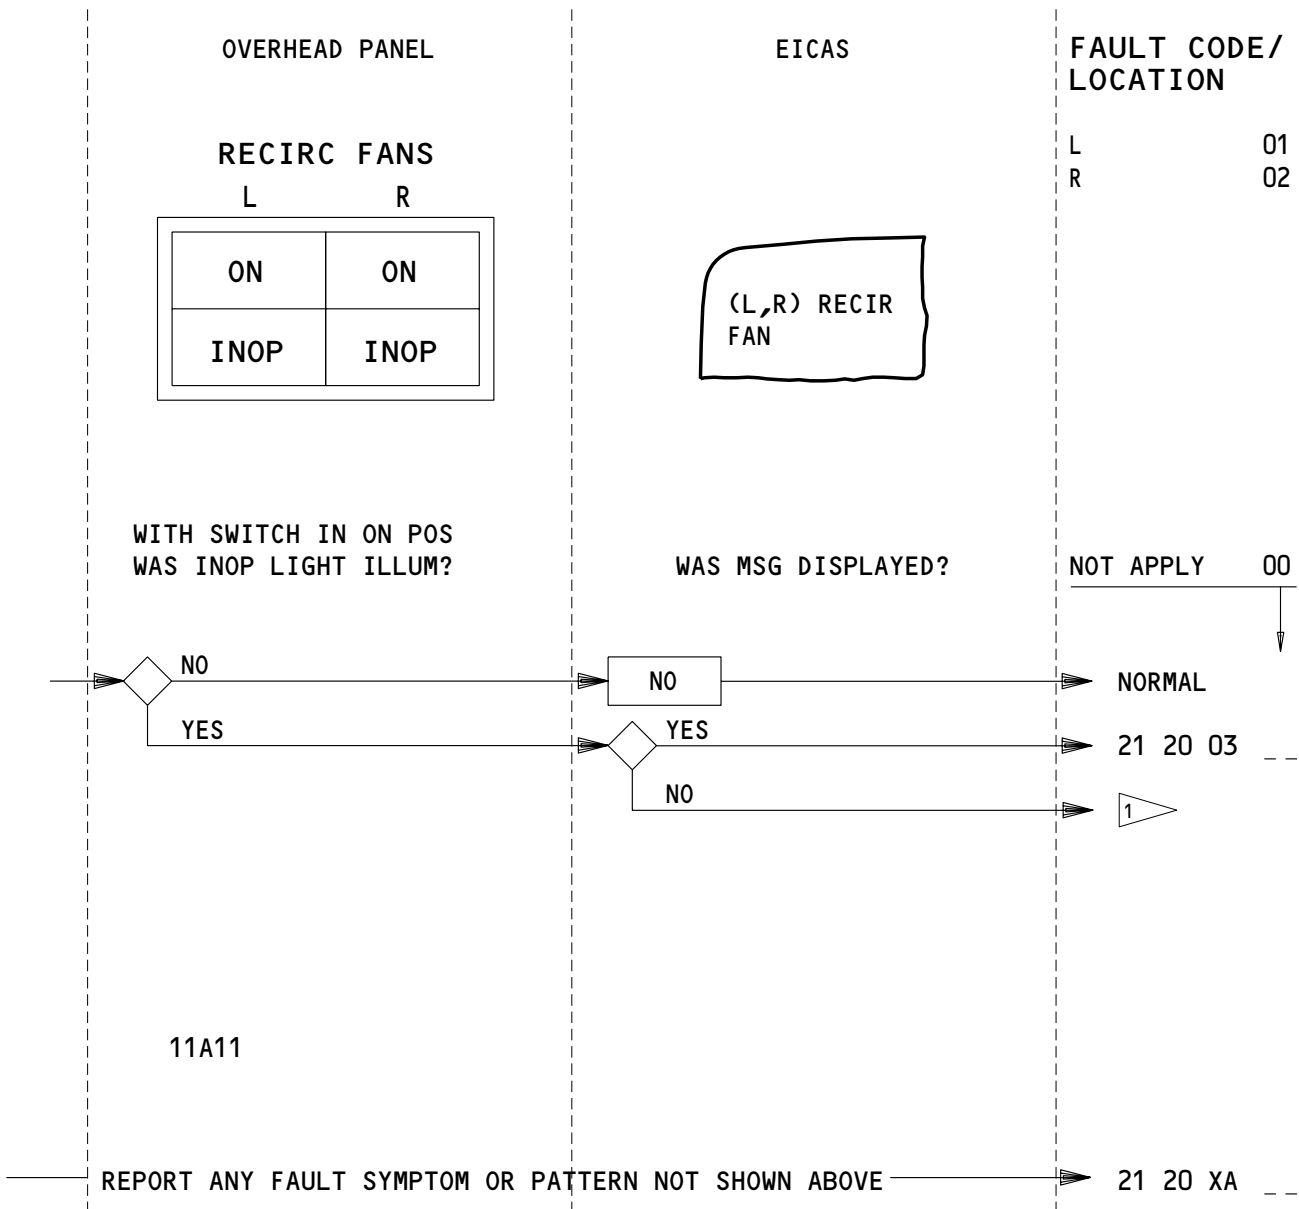 OVERHEAD PANEL
EICAS
FAULT CODE/
LOCATION
RECIRC FANS
L R
L 01
R 02
ON ON
INOP INOP
(L,R) RECIR
FAN
WITH SWITCH IN ON POS
WAS INOP LIGHT ILLUM?
WAS MSG DISPLAYED?
NOT APPLY 00
NO
NO
NORMAL
YES
YES
21 20 03 _ _
NO
1
11A11
REPORT ANY FAULT SYMPTOM OR PATTERN NOT SHOWN ABOVE
21 20 XA _ _